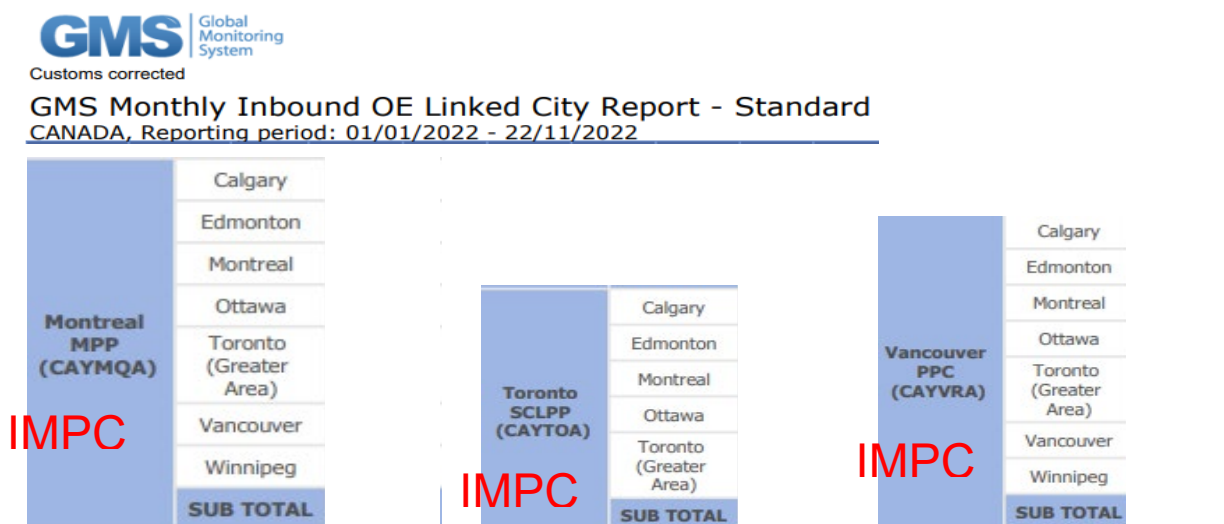 GMS Global
Monitoring
System
Customs corrected
GMS Monthly Inbound OE Linked City Report - Standard
CANADA, Reporting period: 01/01/2022 - 22/11/2022
Montreal
MPP
(CAYMQA)
IMPC
Calgary
Edmonton
Montreal
Ottawa
Toronto
(Greater
Area)
Vancouver
Winnipeg
SUB TOTAL
Toronto
SCLPP
(CAYTOA)
IMPC
Calgary
Edmonton
Montreal
Ottawa
Toronto
(Greater
Area)
SUB TOTAL
Vancouver
PPC
(CAYVRA)
IMPC
Calgary
Edmonton
Montreal
Ottawa
Toronto
(Greater
Area)
Vancouver
Winnipeg
SUB TOTAL